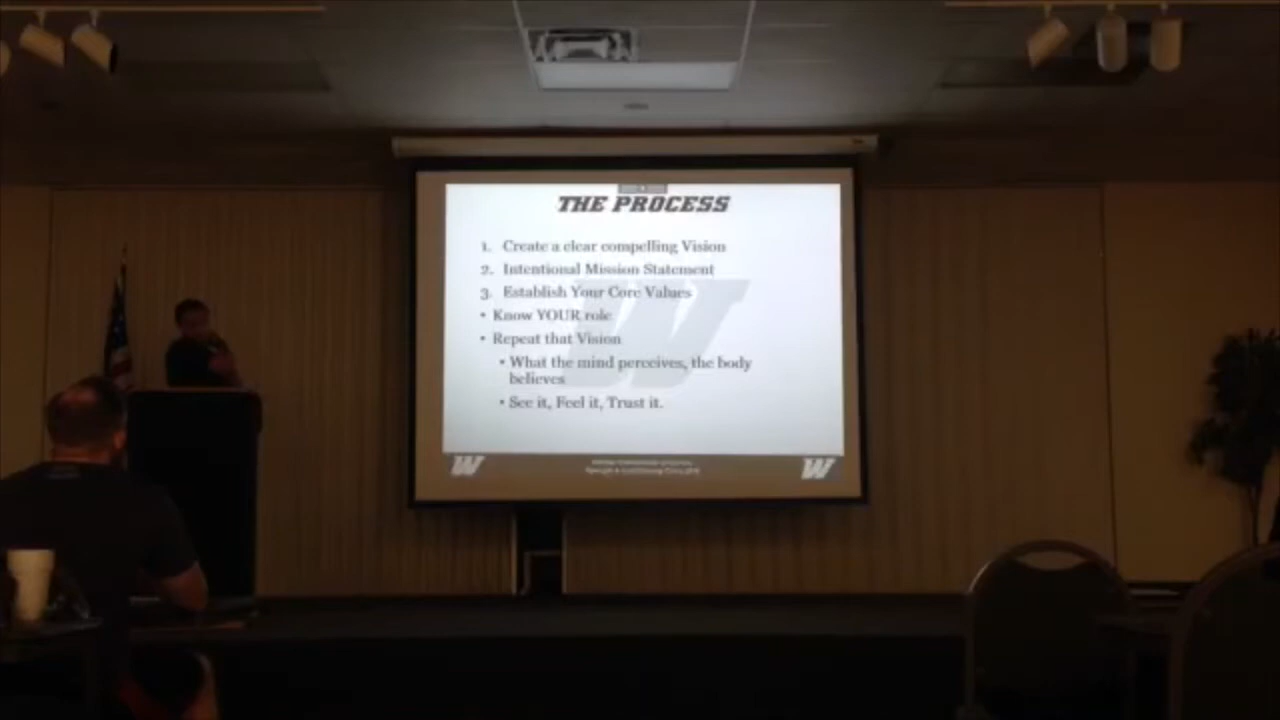 THE PROCESS
1. Create a clear compelling Vision
2. Intentional Mission Statement
3. Establish Your Core Values
• Know YOUR role
• Repeat that Vision
• What the mind perceives, the body
believes
• See it, Feel it, Trust it.
W
W W